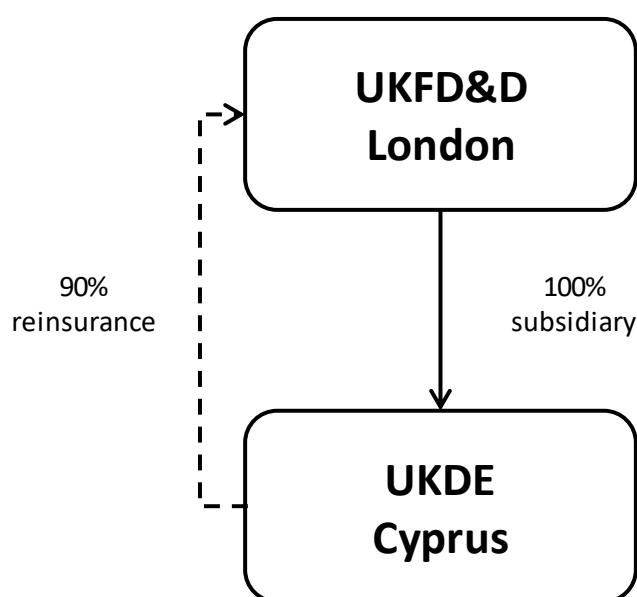 UKFD&D
London
90%
reinsurance
100%
subsidiary
UKDE
Cyprus